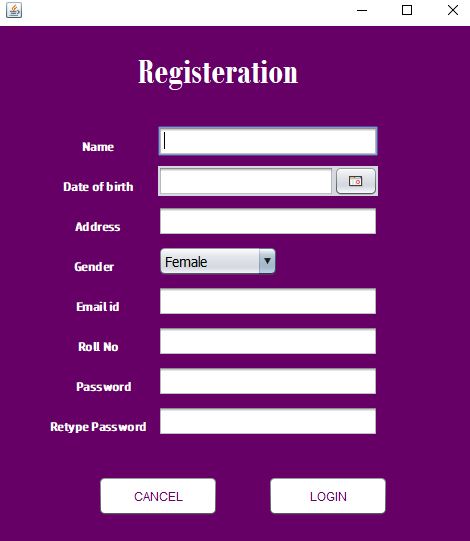 Registeration
Name
Date of birth
Address
Gender
Female
Email id
Roll No
Password
Retype Password
CANCEL
LOGIN